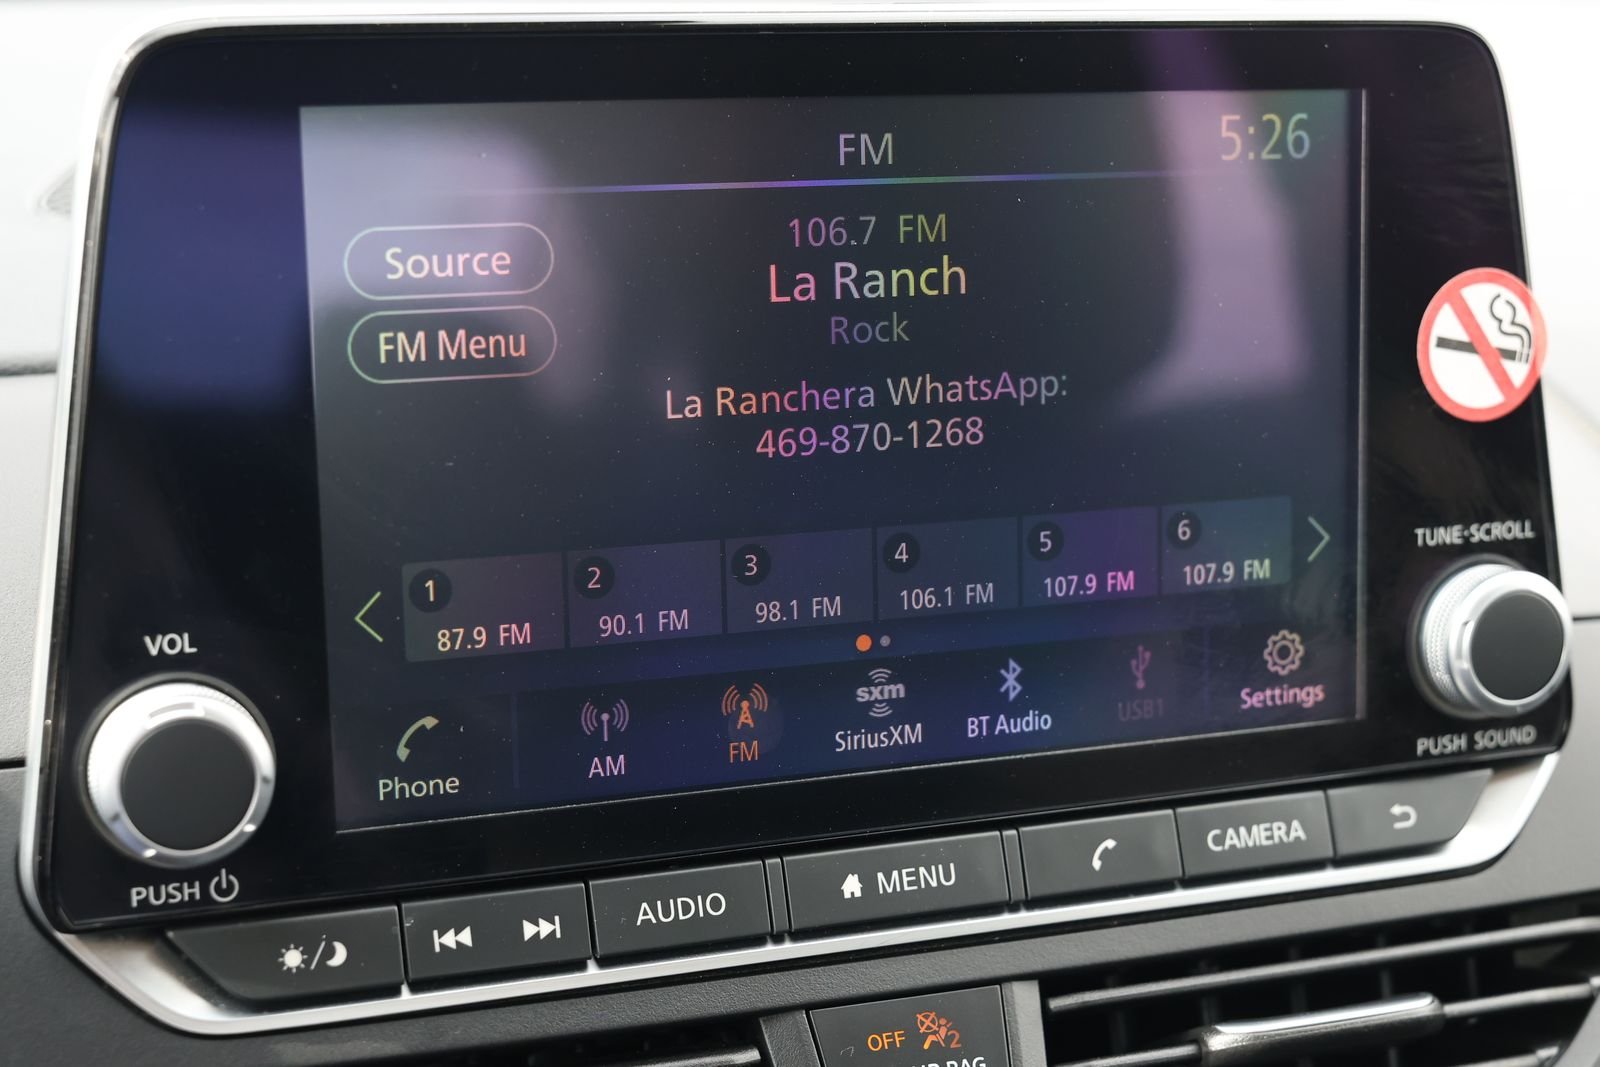 FM
5:26
106.7 FM
Source
La Ranch
Rock
FM Menu
La Ranchera WhatsApp:
469-870-1268
1
87.9 FM
2
90.1 FM
3
98.1 FM
4
106.1 FM
5
107.9 FM
6
107.9 FM
Phone
AM
FM
sxm
SiriusXM
BT Audio
USB1
Settings
VOL
PUSH
TUNE·SCROLL
PUSH SOUND
AUDIO
MENU
CAMERA
OFF
2
BAG